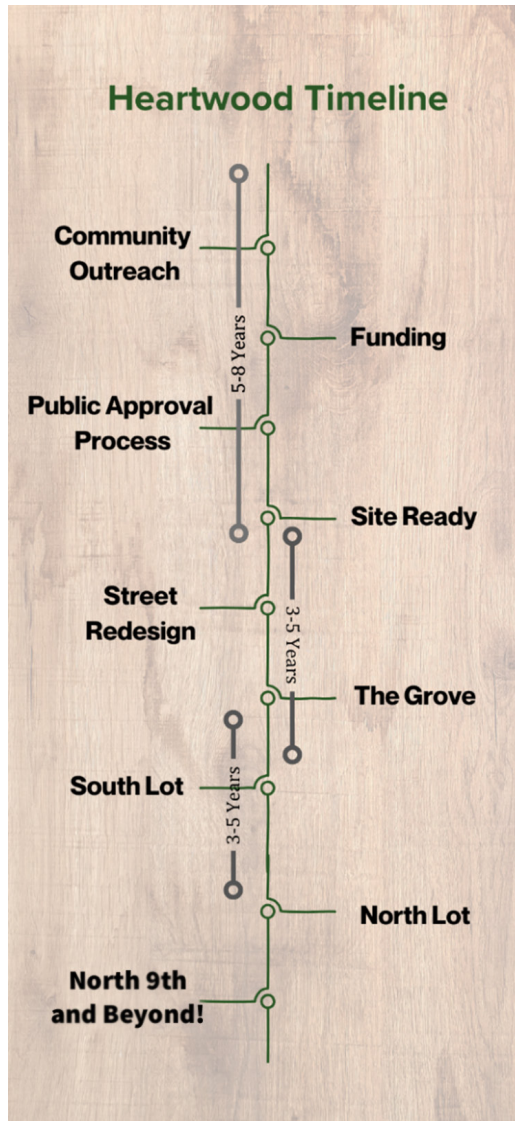 Heartwood Timeline
Community
Outreach
5-8 Years
Funding
Public Approval
Process
Site Ready
Street
Redesign
3-5 Years
The Grove
South Lot
3-5 Years
North Lot
North 9th
and Beyond!